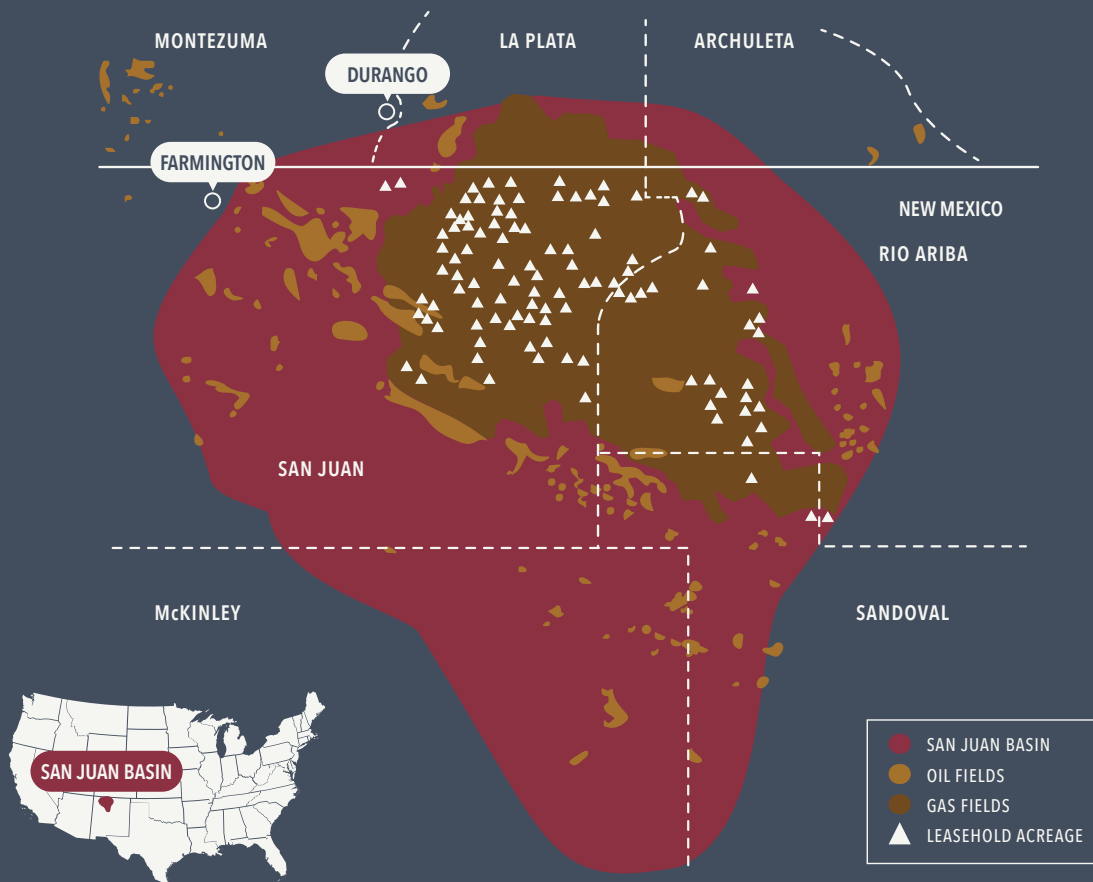 MONTEZUMA
LA PLATA
ARCHULETA
DURANGO
FARMINGTON
NEW MEXICO
RIO ARIBA
SAN JUAN
McKINLEY
SANDOVAL
SAN JUAN BASIN
SAN JUAN BASIN
OIL FIELDS
GAS FIELDS
LEASEHOLD ACREAGE